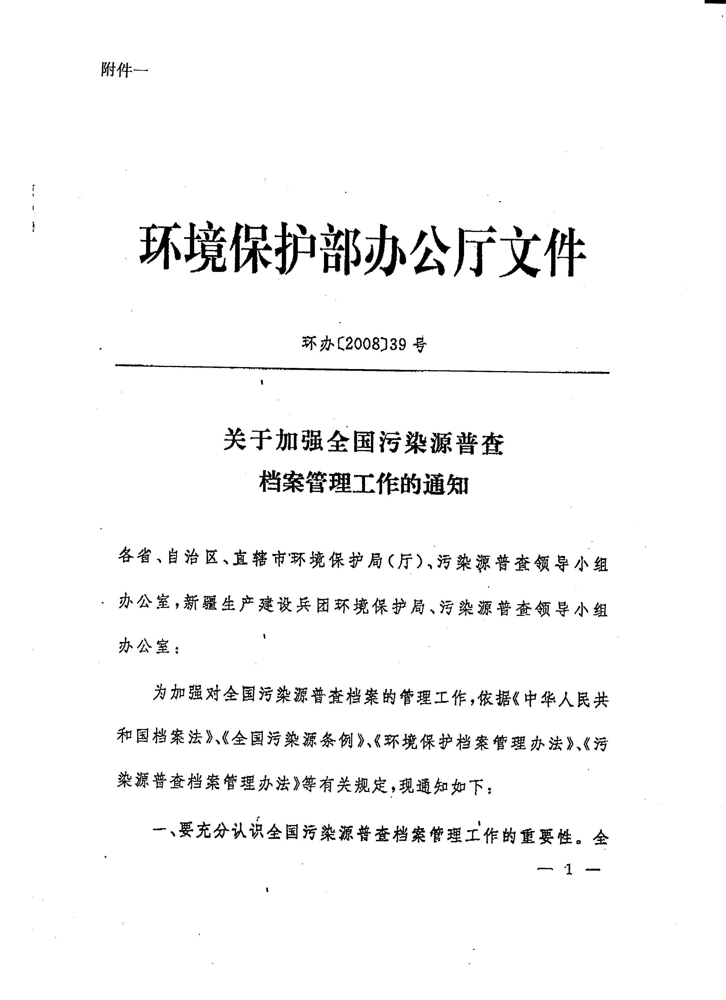 附件一
环境保护部办公厅文件
环办〔2008〕39 号
关于加强全国污染源普查
档案管理工作的通知
各省、自治区、直辖市环境保护局(厅)、污染源普查领导小组
办公室,新疆生产建设兵团环境保护局、污染源普查领导小组
办公室:
为加强对全国污染源普查档案的管理工作,依据《中华人民共
和国档案法》、《全国污染源条例》、《环境保护档案管理办法》、《污
染源普查档案管理办法》等有关规定,现通知如下:
一、要充分认识全国污染源普查档案管理工作的重要性。全
— 1 —